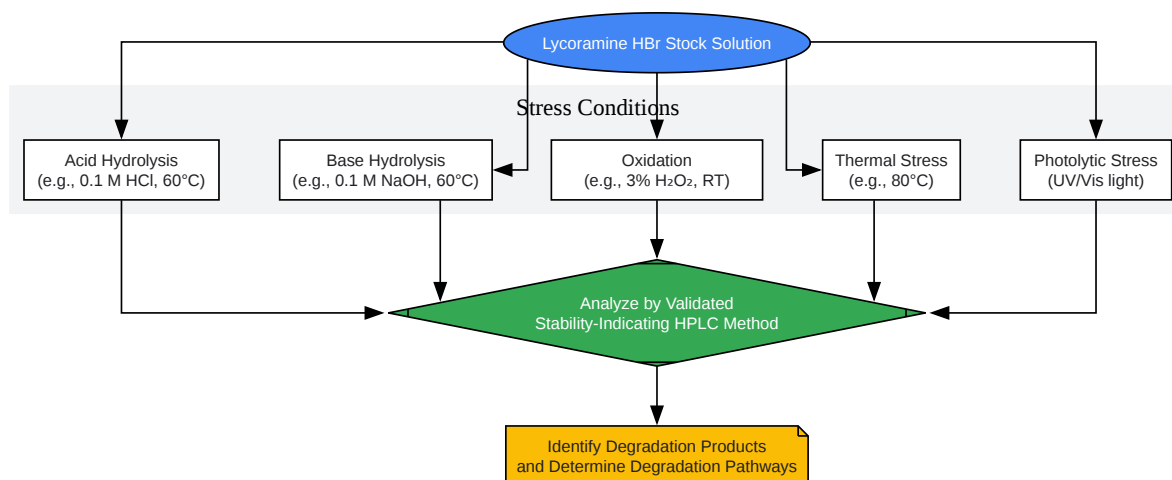 Lycoramine HBr Stock Solution
Stress Conditions
Acid Hydrolysis
(e.g., 0.1 M HCl, 60°C)
Base Hydrolysis
(e.g., 0.1 M NaOH, 60°C)
Oxidation
(e.g., 3% H₂O₂, RT)
Thermal Stress
(e.g., 80°C)
Photolytic Stress
(UV/Vis light)
Analyze by Validated
Stability-Indicating HPLC Method
Identify Degradation Products
and Determine Degradation Pathways